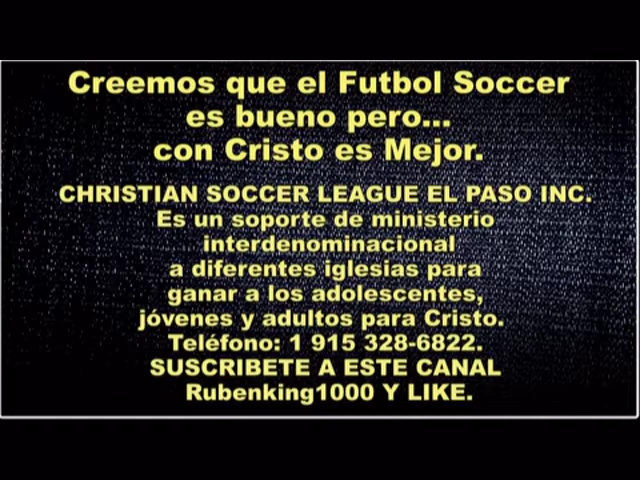 Creemos que el Futbol Soccer
es bueno pero...
con Cristo es Mejor.
CHRISTIAN SOCCER LEAGUE EL PASO INC.
Es un soporte de ministerio
interdenominacional
a diferentes iglesias para
ganar a los adolescentes,
jóvenes y adultos para Cristo.
Teléfono: 1 915 328-6822.
SUSCRIBETE A ESTE CANAL
Rubenking1000 Y LIKE.